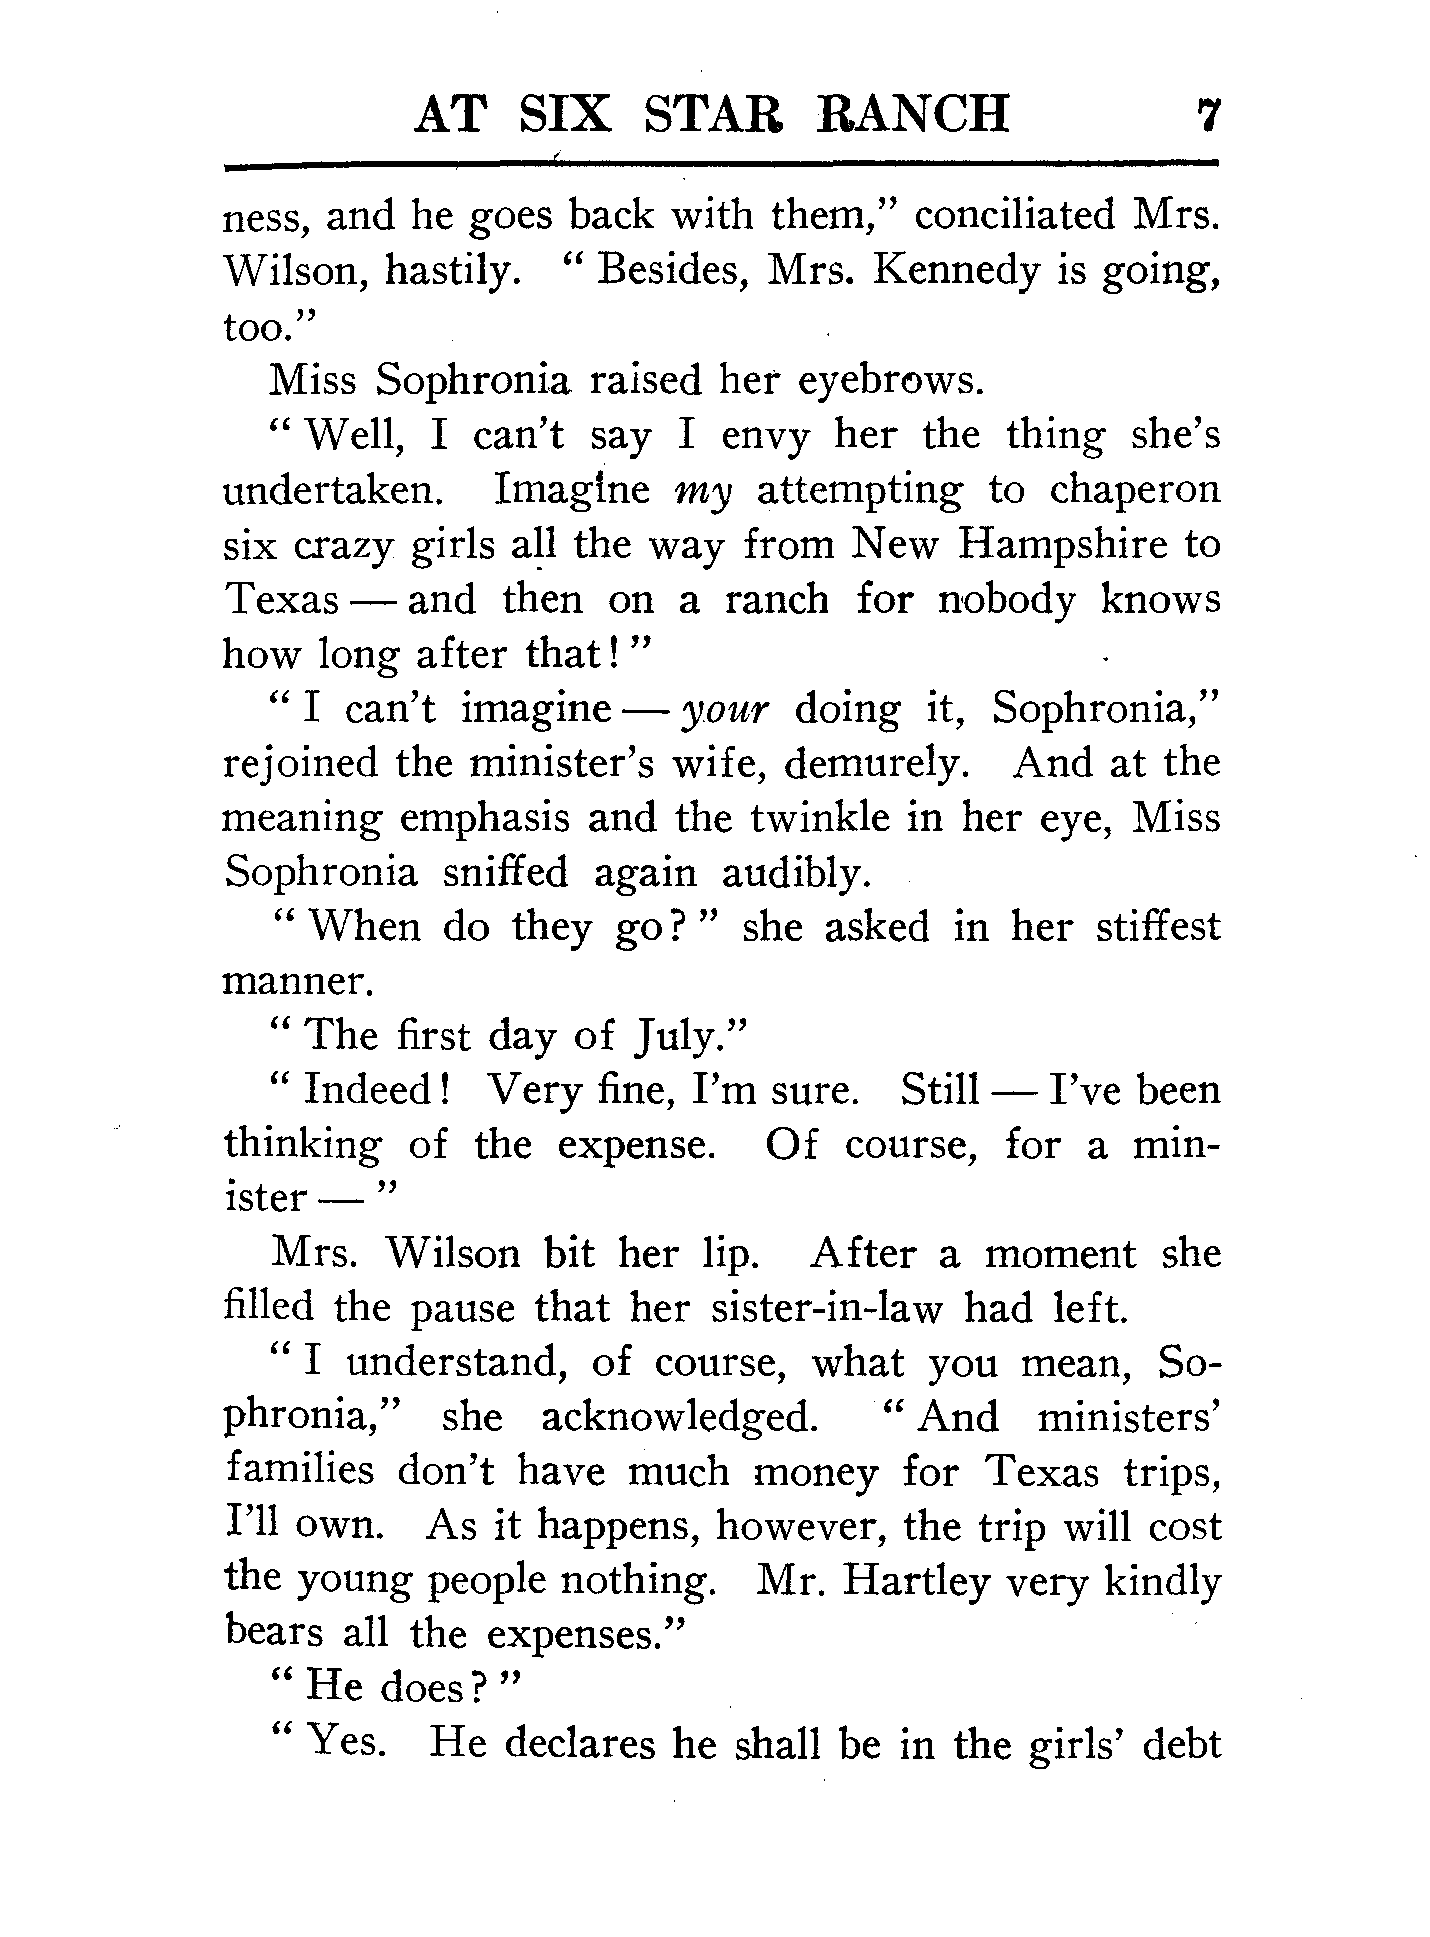 AT SIX STAR RANCH 7
ness, and he goes back with them,” conciliated Mrs.
Wilson, hastily. “ Besides, Mrs. Kennedy is going,
too.”
Miss Sophronia raised her eyebrows.
“ Well, I can’t say I envy her the thing she’s
undertaken. Imagine my attempting to chaperon
six crazy girls all the way from New Hampshire to
Texas — and then on a ranch for nobody knows
how long after that! ”
“ I can’t imagine — your doing it, Sophronia,”
rejoined the minister’s wife, demurely. And at the
meaning emphasis and the twinkle in her eye, Miss
Sophronia sniffed again audibly.
“ When do they go? ” she asked in her stiffest
manner.
“ The first day of July.”
“ Indeed! Very fine, I’m sure. Still — I’ve been
thinking of the expense. Of course, for a min-
ister — ”
Mrs. Wilson bit her lip. After a moment she
filled the pause that her sister-in-law had left.
“ I understand, of course, what you mean, So-
phronia,” she acknowledged. “ And ministers’
families don’t have much money for Texas trips,
I’ll own. As it happens, however, the trip will cost
the young people nothing. Mr. Hartley very kindly
bears all the expenses.”
“ He does? ”
“ Yes. He declares he shall be in the girls’ debt